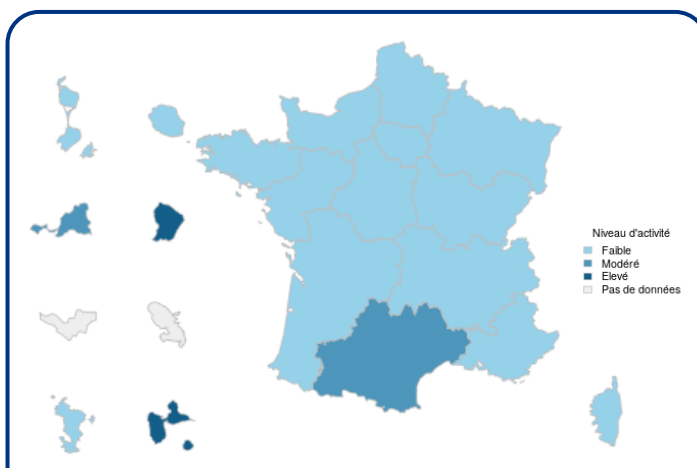 Niveau d'activité
Faible
Modéré
Elevé
Pas de données